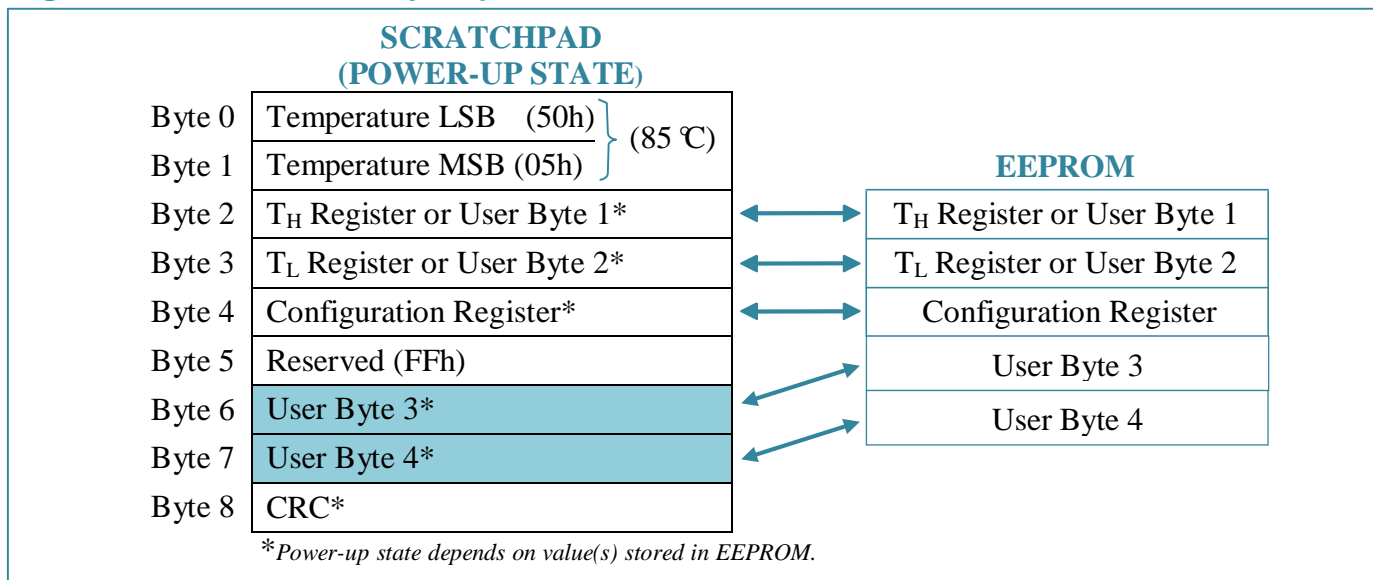 SCRATCHPAD
(POWER-UP STATE)
Byte 0 Temperature LSB (50h)
(85 °C)
Byte 1 Temperature MSB (05h)
EEPROM
Byte 2 TH Register or User Byte 1* TH Register or User Byte 1
Byte 3 TL Register or User Byte 2* TL Register or User Byte 2
Byte 4 Configuration Register* Configuration Register
Byte 5 Reserved (FFh) User Byte 3
Byte 6 User Byte 3* User Byte 4
Byte 7 User Byte 4*
Byte 8 CRC*
*Power-up state depends on value(s) stored in EEPROM.